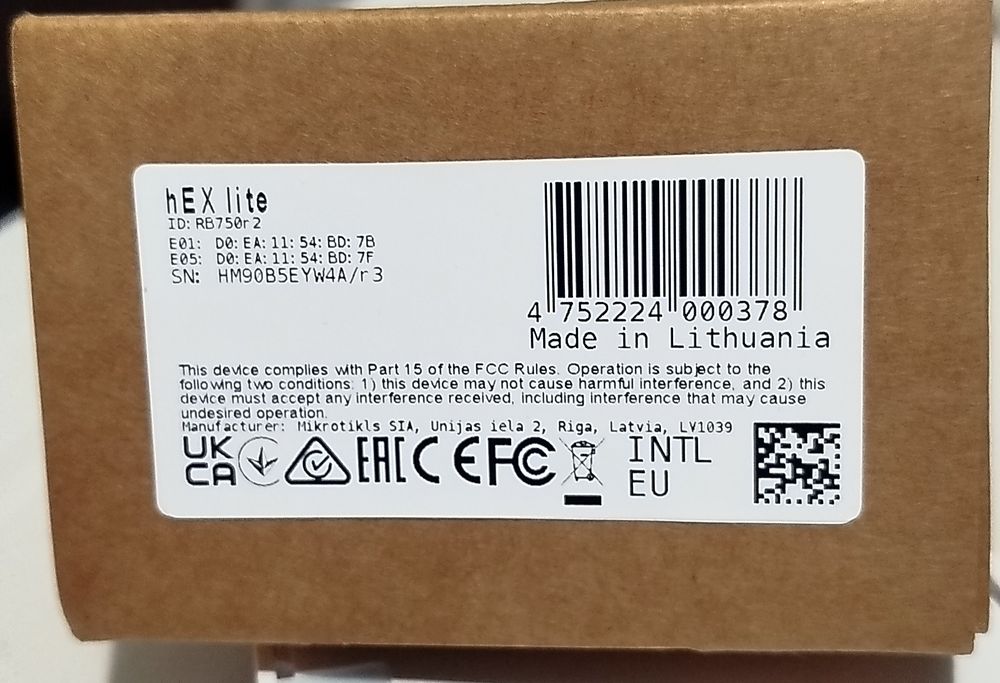 hEX lite
ID: RB750r2
E01: D0:EA:11:54:BD:7B
E05: D0:EA:11:54:BD:7F
SN: HM90B5EYW4A/r3
4 752224 000378
Made in Lithuania
This device complies with Part 15 of the FCC Rules. Operation is subject to the
following two conditions: 1) this device may not cause harmful interference, and 2) this
device must accept any interference received, including interference that may cause
undesired operation.
Manufacturer: Mikrotikls SIA, Unijas iela 2, Riga, Latvia, LV1039
UK
CA
EAC CE FC
INTL
EU